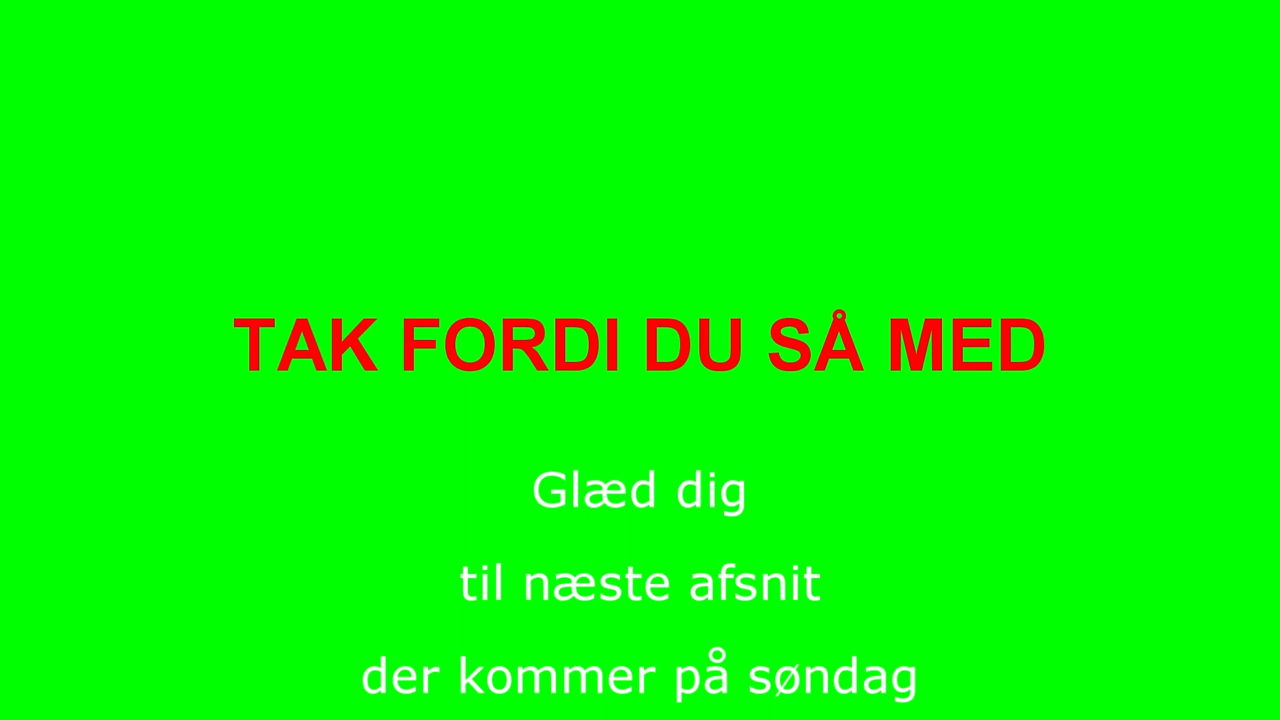 TAK FORDI DU SÅ MED
Glæd dig
til næste afsnit
der kommer på søndag